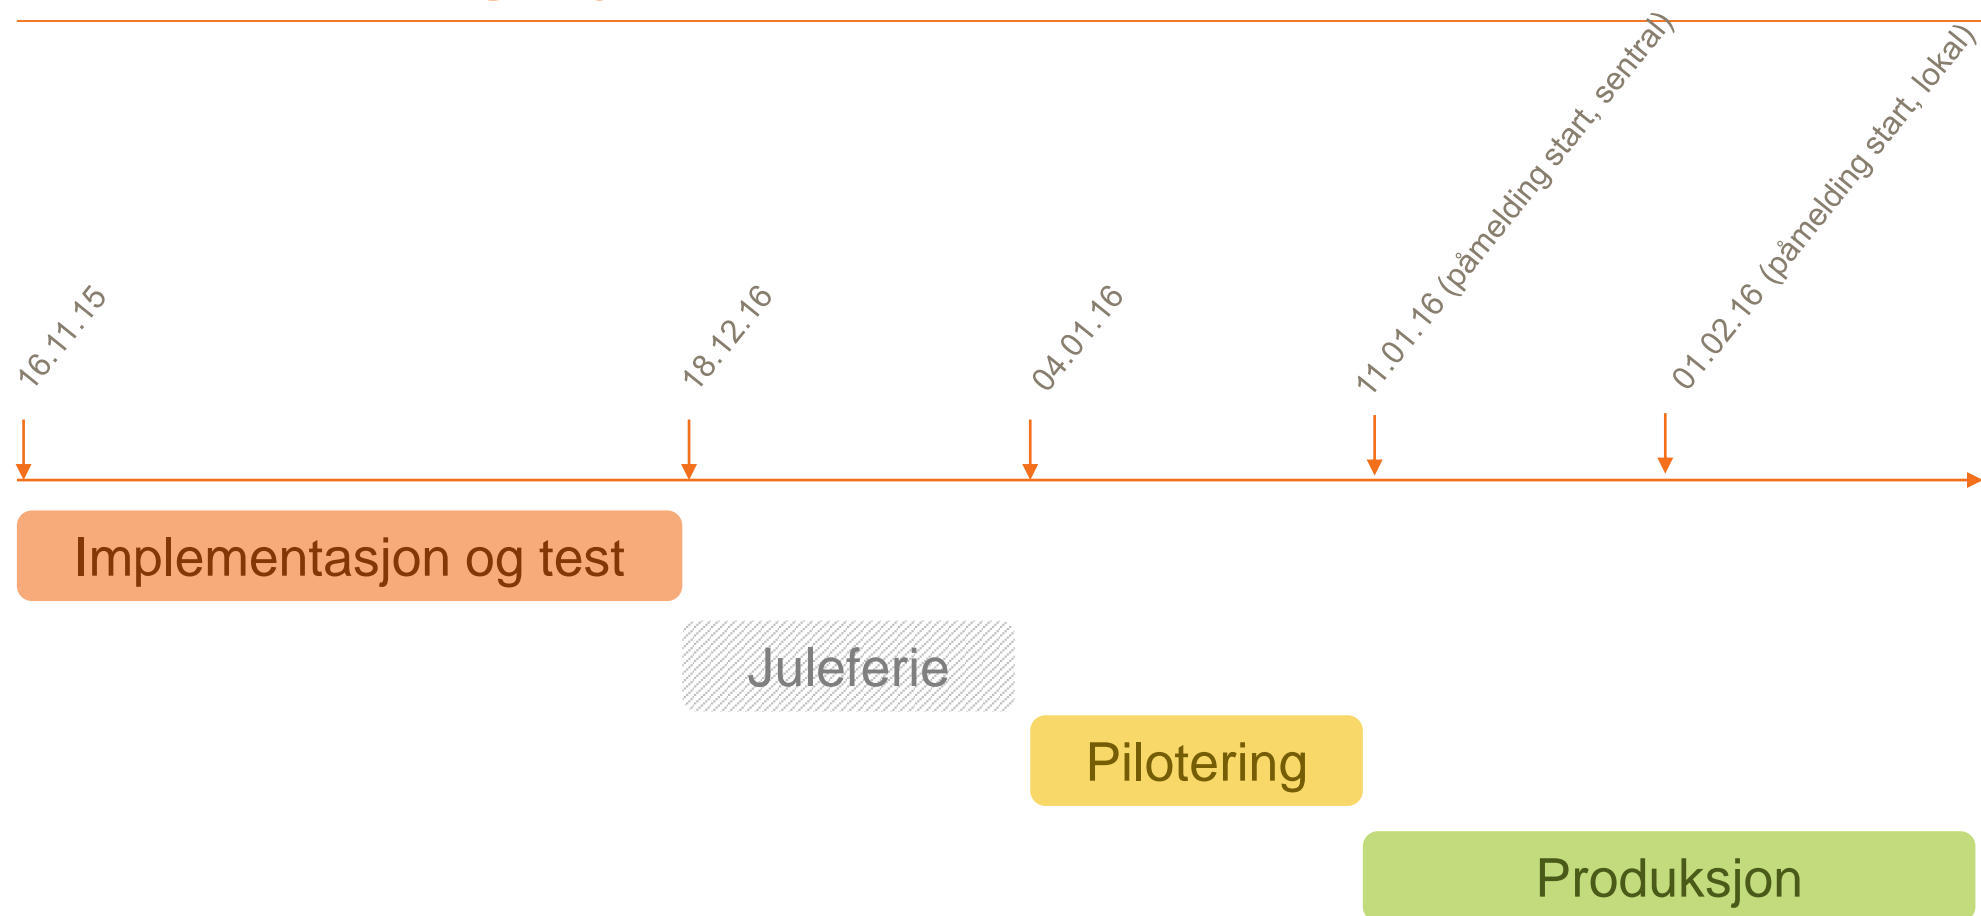 16.11.15
18.12.16
04.01.16
11.01.16 (påmelding start, sentral)
01.02.16 (påmelding start, lokal)
Implementasjon og test
Juleferie
Pilotering
Produksjon